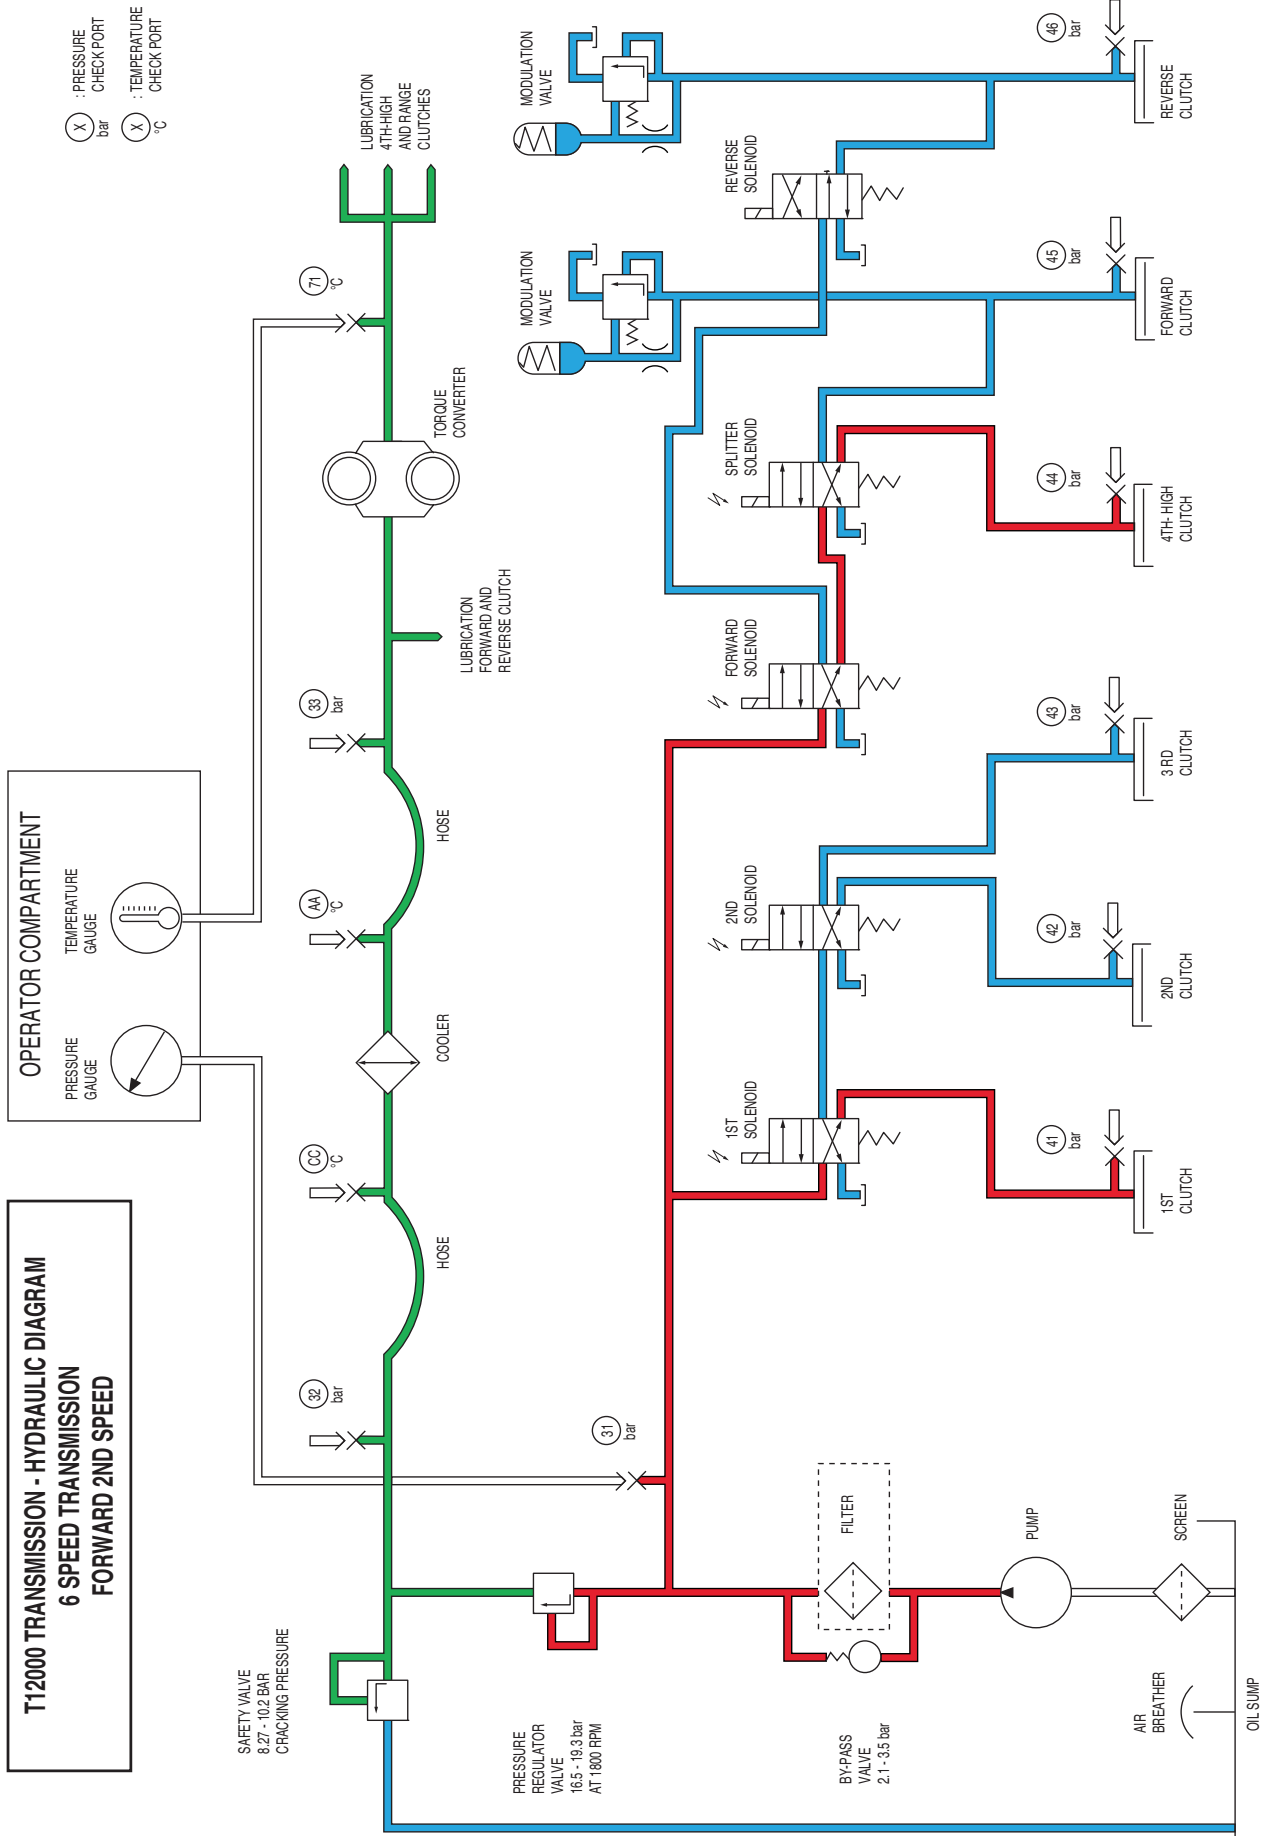 T12000 TRANSMISSION - HYDRAULIC DIAGRAM
6 SPEED TRANSMISSION
FORWARD 2ND SPEED
OPERATOR COMPARTMENT
PRESSURE
GAUGE
TEMPERATURE
GAUGE
X
bar
: PRESSURE
CHECK PORT
X
°C
: TEMPERATURE
CHECK PORT
SAFETY VALVE
8.27 - 10.2 BAR
CRACKING PRESSURE
32
bar
HOSE
CC
°C
COOLER
AA
°C
HOSE
33
bar
LUBRICATION
FORWARD AND
REVERSE CLUTCH
TORQUE
CONVERTER
71
°C
LUBRICATION
4TH-HIGH
AND RANGE
CLUTCHES
PRESSURE
REGULATOR
VALVE
16.5 - 19.3 bar
AT 1800 RPM
31
bar
MODULATION
VALVE
MODULATION
VALVE
1ST
SOLENOID
2ND
SOLENOID
FORWARD
SOLENOID
SPLITTER
SOLENOID
REVERSE
SOLENOID
BY-PASS
VALVE
2.1 - 3.5 bar
FILTER
PUMP
SCREEN
AIR
BREATHER
OIL SUMP
41
bar
42
bar
43
bar
44
bar
45
bar
46
bar
1ST
CLUTCH
2ND
CLUTCH
3 RD
CLUTCH
4TH- HIGH
CLUTCH
FORWARD
CLUTCH
REVERSE
CLUTCH